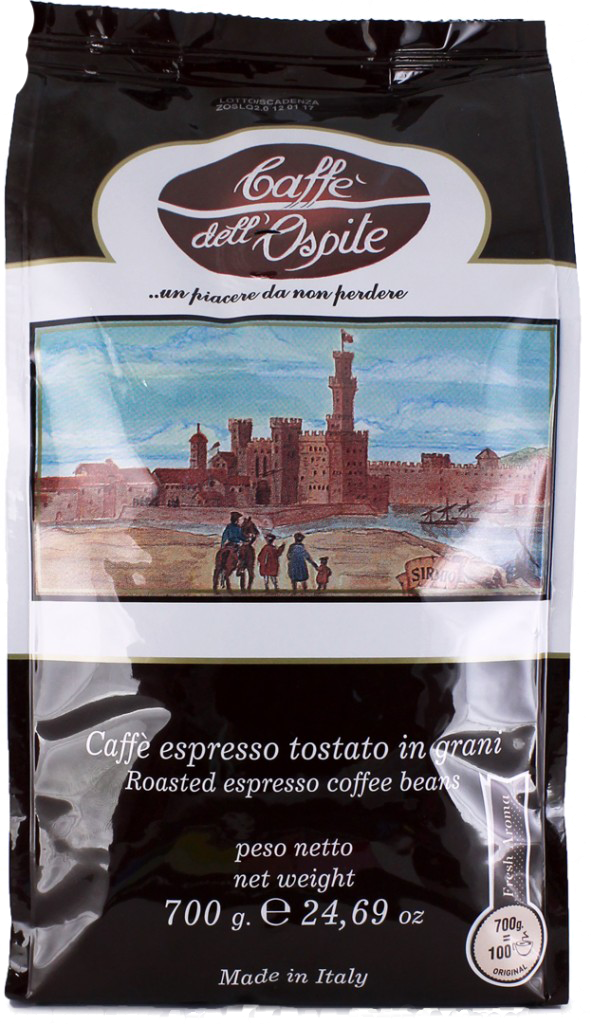 LOTTO/SCADENZA
Caffè
dell'Ospite
..un piacere da non perdere
Caffè espresso tostato in grani
Roasted espresso coffee beans
peso netto
net weight
700 g. ℮ 24,69 oz
Made in Italy
Fresh Aroma
700g.
=
100
ORIGINAL